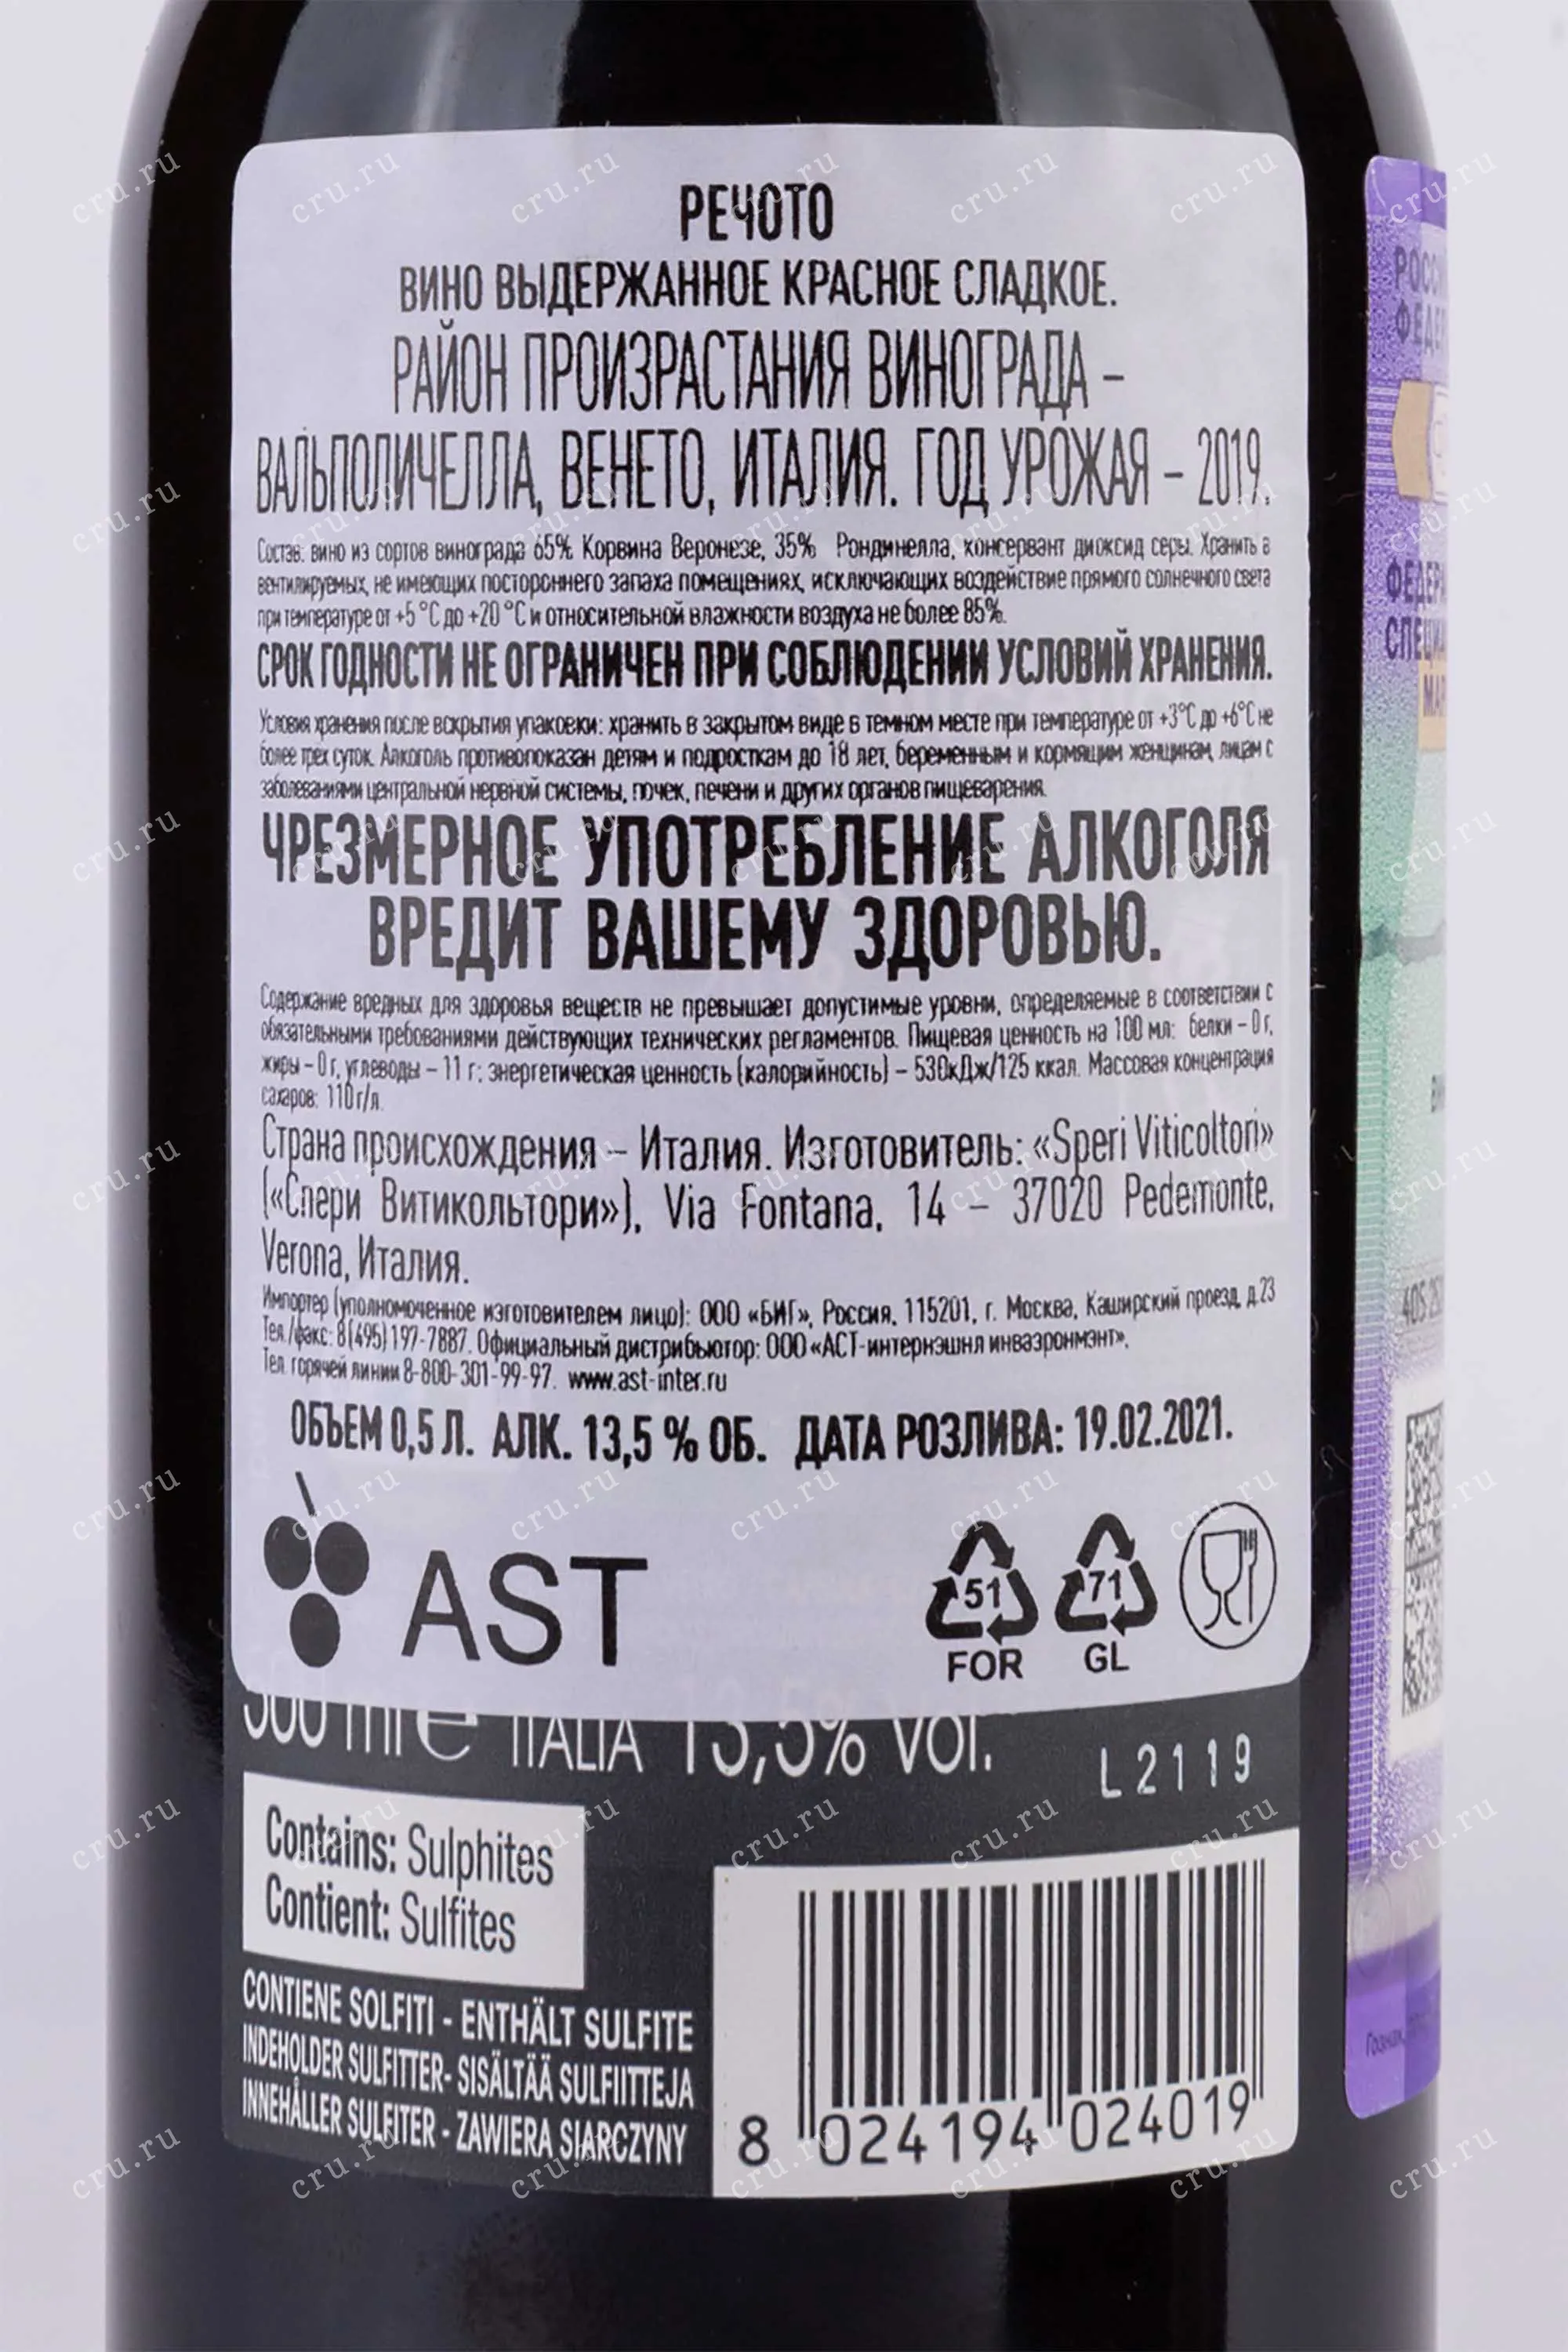 РЕЧОТО
ВИНО ВЫДЕРЖАННОЕ КРАСНОЕ СЛАДКОЕ.
РАЙОН ПРОИЗРАСТАНИЯ ВИНОГРАДА –
ВАЛЬПОЛИЧЕЛЛА, ВЕНЕТО, ИТАЛИЯ. ГОД УРОЖАЯ – 2019.
Состав: вино из сортов винограда 65% Корвина Веронезе, 35% Рондинелла, консервант диоксид серы. Хранить в
вентилируемых, не имеющих постороннего запаха помещениях, исключающих воздействие прямого солнечного света
при температуре от +5 °C до +20 °C и относительной влажности воздуха не более 85%.
СРОК ГОДНОСТИ НЕ ОГРАНИЧЕН ПРИ СОБЛЮДЕНИИ УСЛОВИЙ ХРАНЕНИЯ.
Условия хранения после вскрытия упаковки: хранить в закрытом виде в темном месте при температуре от +3°C до +6°C не
более трех суток. Алкоголь противопоказан детям и подросткам до 18 лет, беременным и кормящим женщинам, лицам с
заболеваниями центральной нервной системы, почек, печени и других органов пищеварения.
ЧРЕЗМЕРНОЕ УПОТРЕБЛЕНИЕ АЛКОГОЛЯ
ВРЕДИТ ВАШЕМУ ЗДОРОВЬЮ.
Содержание вредных для здоровья веществ не превышает допустимые уровни, определяемые в соответствии с
обязательными требованиями действующих технических регламентов. Пищевая ценность на 100 мл: белки – 0 г,
жиры – 0 г, углеводы – 11 г; энергетическая ценность (калорийность) – 530кДж/125 ккал. Массовая концентрация
сахаров: 110г/л.
Страна происхождения – Италия. Изготовитель: «Speri Viticoltori»
(«Спери Витикольтори»), Via Fontana, 14 – 37020 Pedemonte,
Verona, Италия.
Импортер (уполномоченное изготовителем лицо): ООО «БИГ», Россия, 115201, г. Москва, Каширский проезд, д.23
Тел./факс: 8(495)197-7887. Официальный дистрибьютор: ООО «АСТ-интернэшнл инваэронмэнт».
Тел. горячей линии 8-800-301-99-97. www.ast-inter.ru
ОБЪЕМ 0,5 Л. АЛК. 13,5 % ОБ. ДАТА РОЗЛИВА: 19.02.2021.
AST
51 71
FOR GL
500 ml e ITALIA 13,5% vol.
L2119
Contains: Sulphites
Contient: Sulfites
CONTIENE SOLFITI - ENTHÄLT SULFITE
INDEHOLDER SULFITTER- SISÄLTÄÄ SULFIITTEJA
INNEHÅLLER SULFITER - ZAWIERA SIARCZYNY
8 024194 024019
cru.ru